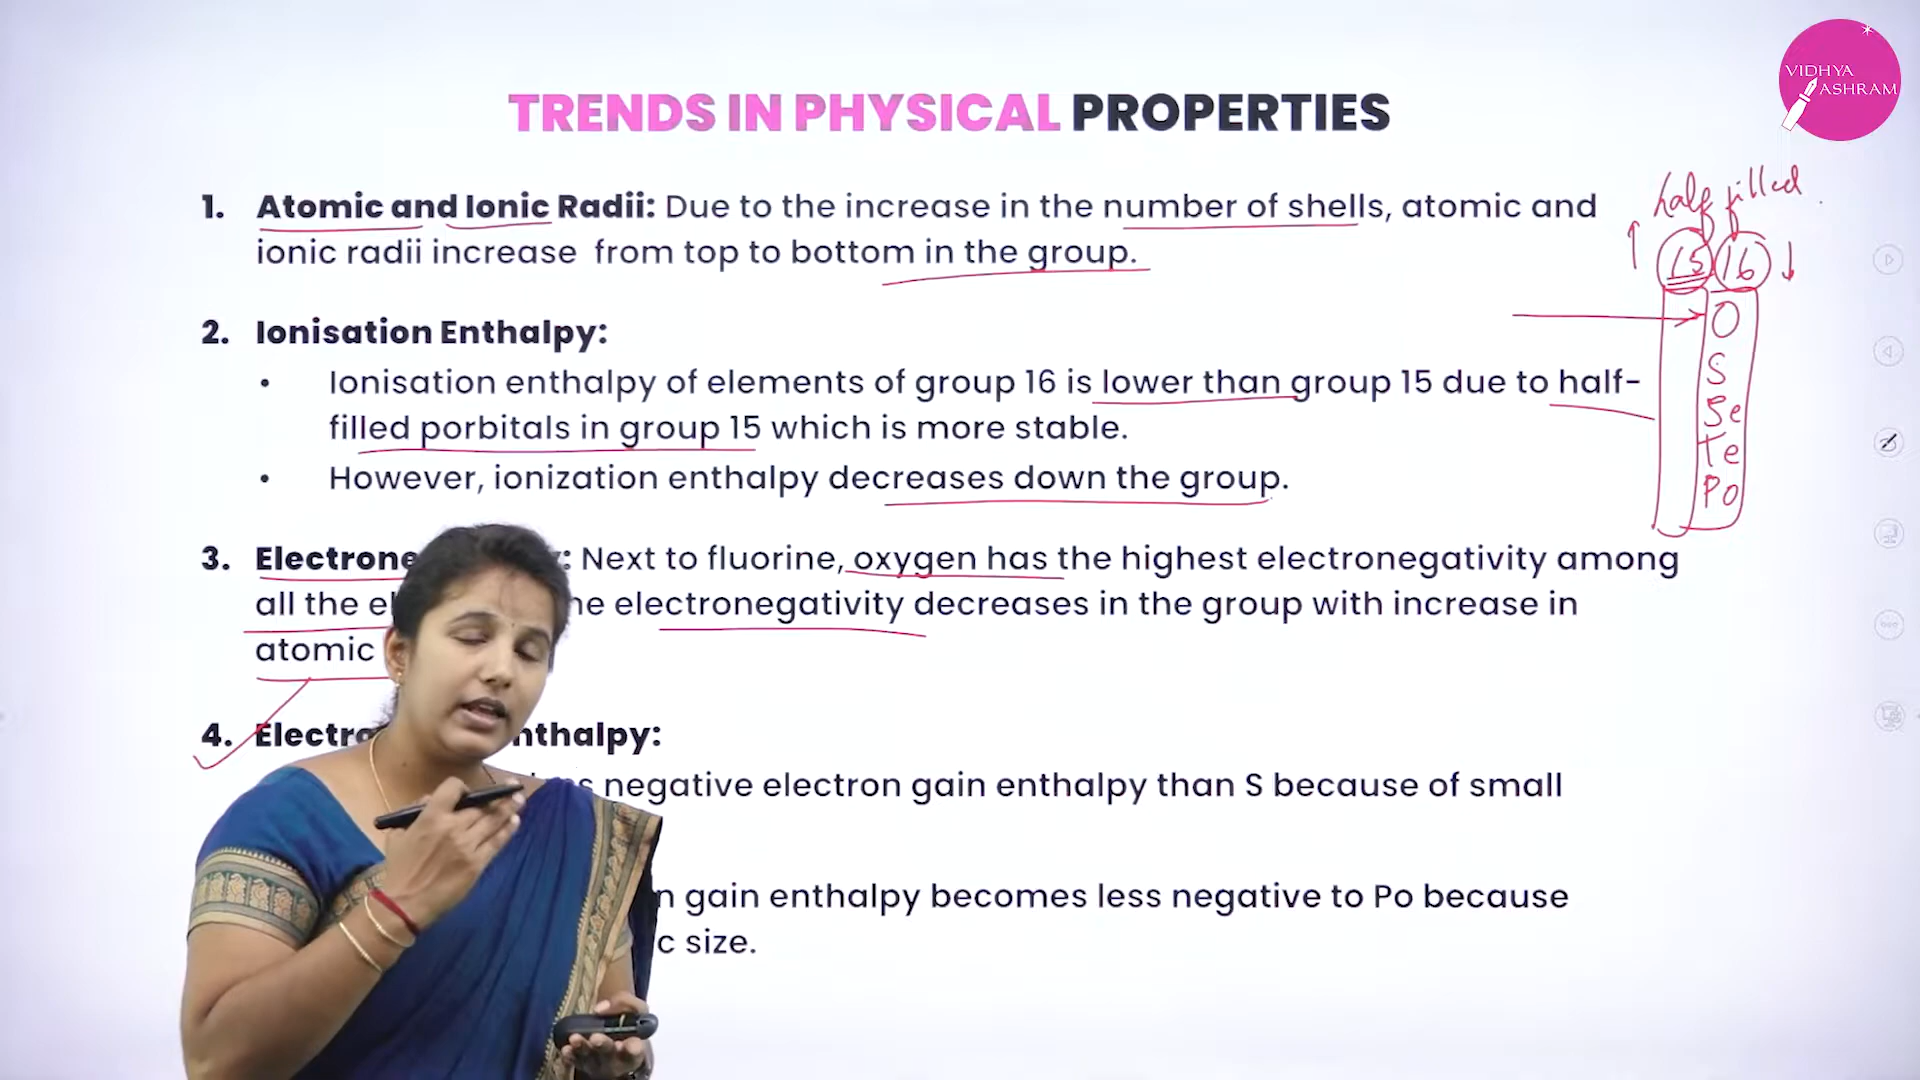 VIDHYA
ASHRAM
TRENDS IN PHYSICAL PROPERTIES
1. Atomic and Ionic Radii: Due to the increase in the number of shells, atomic and
ionic radii increase from top to bottom in the group.
2. Ionisation Enthalpy:
• Ionisation enthalpy of elements of group 16 is lower than group 15 due to half-
filled porbitals in group 15 which is more stable.
• However, ionization enthalpy decreases down the group.
3. Next to fluorine, oxygen has the highest electronegativity among
all the electronegativity decreases in the group with increase in
atomic
4.
negative electron gain enthalpy than S because of small
gain enthalpy becomes less negative to Po because
size.
half filled
15 16
O
S
Se
Te
Po